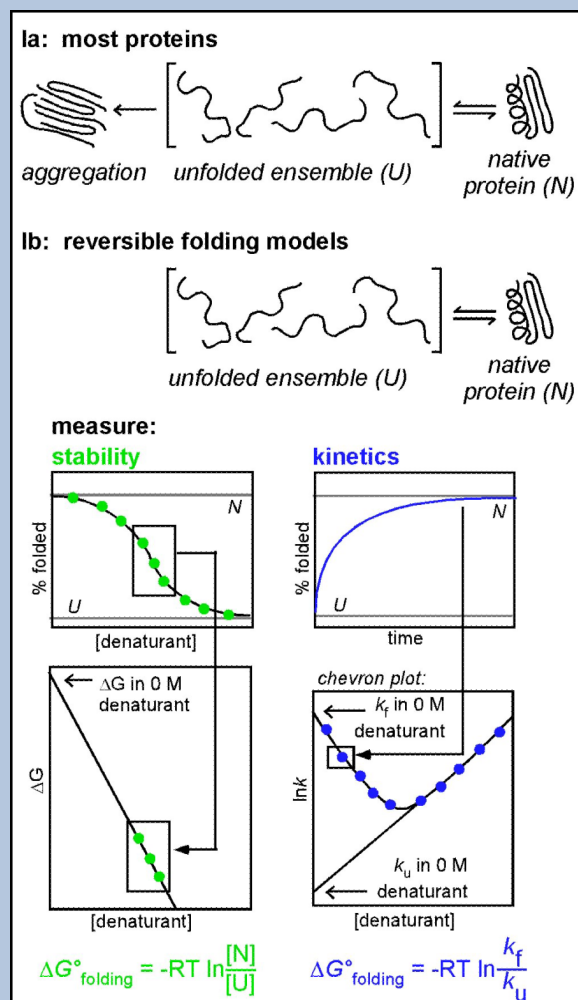 Ia: most proteins
aggregation
unfolded ensemble (U)
native
protein (N)
Ib: reversible folding models
unfolded ensemble (U)
native
protein (N)
measure:
stability
N
U
% folded
[denaturant]
ΔG in 0 M
denaturant
ΔG
[denaturant]
ΔG°folding = -RT ln[N]/[U]
kinetics
N
U
% folded
time
chevron plot:
kf in 0 M
denaturant
lnk
ku in 0 M
denaturant
[denaturant]
ΔG°folding = -RT ln kf/ku